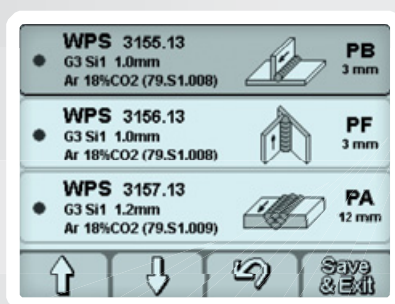 WPS 3155.13
G3 Si1 1.0mm
Ar 18%CO2 (79.S1.008)
PB
3 mm
WPS 3156.13
G3 Si1 1.0mm
Ar 18%CO2 (79.S1.008)
PF
3 mm
WPS 3157.13
G3 Si1 1.2mm
Ar 18%CO2 (79.S1.009)
PA
12 mm
Save
& Exit